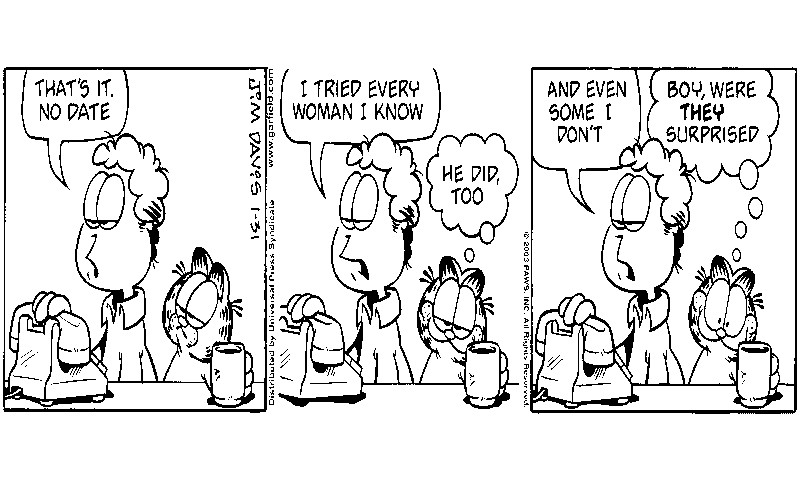 THAT'S IT.
NO DATE
JIM DAVIS 1-31
www.garfield.com
Distributed by Universal Press Syndicate
I TRIED EVERY
WOMAN I KNOW
HE DID,
TOO
© 2003 PAWS, INC. All Rights Reserved.
AND EVEN
SOME I
DON'T
BOY, WERE
THEY
SURPRISED